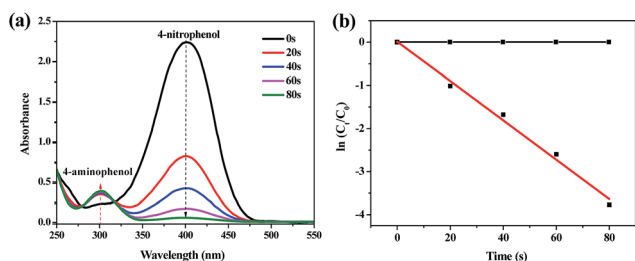 (a)
4-nitrophenol
0s
20s
40s
60s
80s
4-aminophenol
2.5
2.0
1.5
1.0
0.5
0.0
Absorbance
250 300 350 400 450 500 550
Wavelength (nm)
(b)
0
-1
-2
-3
-4
ln (Ct/C0)
0 20 40 60 80
Time (s)